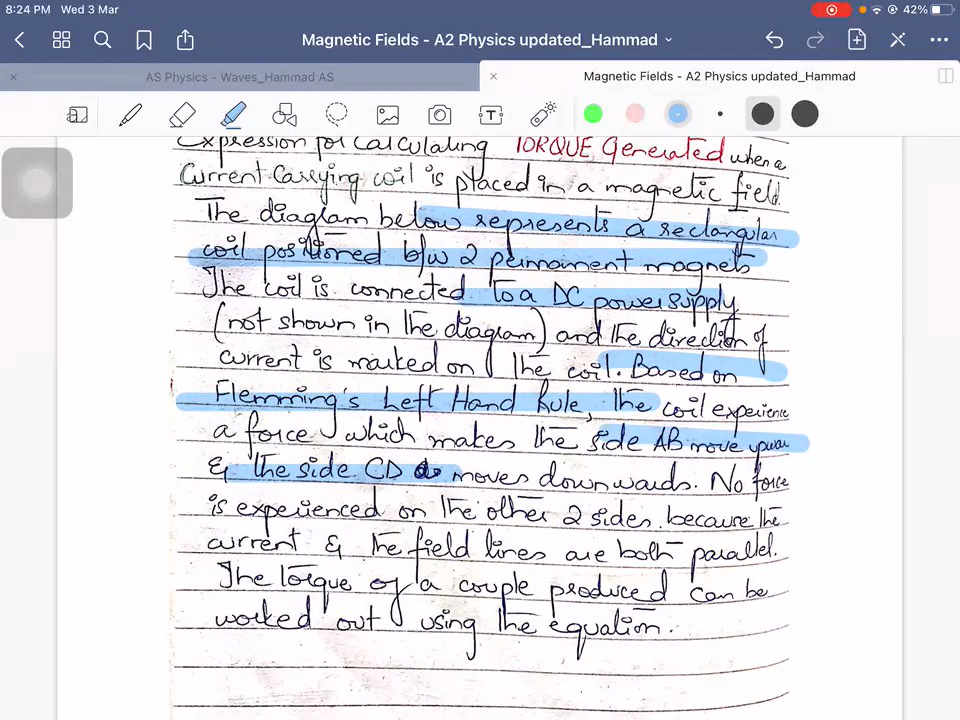 8:24 PM Wed 3 Mar
42%
Magnetic Fields - A2 Physics updated_Hammad
AS Physics - Waves_Hammad AS
Magnetic Fields - A2 Physics updated_Hammad
Expression for Calculating TORQUE Generated when a
Current Carrying coil is placed in a magnetic field.
The diagram below represents a rectangular
coil positioned b/w 2 permanent magnets
The coil is connected to a DC power supply
(not shown in the diagram) and the direction of
current is marked on the coil. Based on
Flemming's Left Hand Rule, the coil experience
a force which makes the side AB move upward
& the side CD moves downwards. No force
is experienced on the other 2 sides because the
current & the field lines are both parallel.
The torque of a couple produced can be
worked out using the equation.